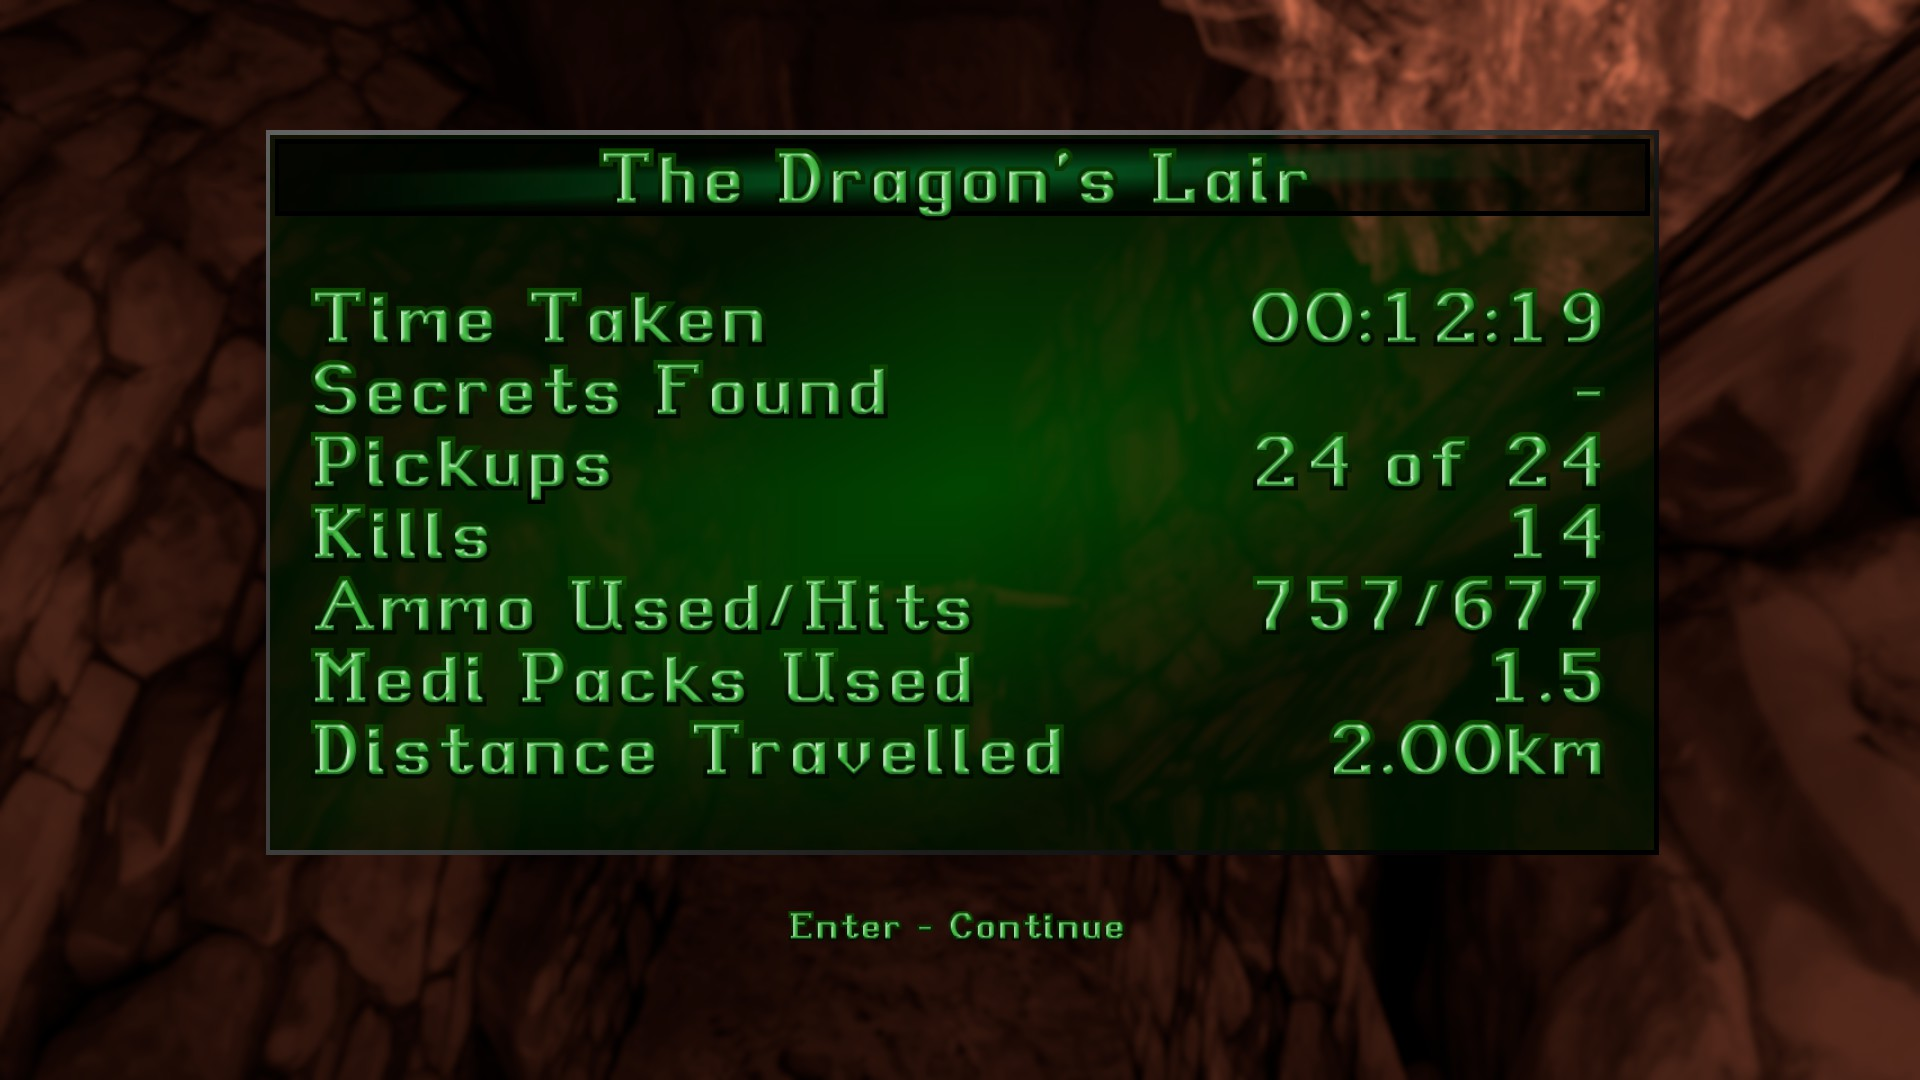 The Dragon's Lair
Time Taken 00:12:19
Secrets Found -
Pickups 24 of 24
Kills 14
Ammo Used/Hits 757/677
Medi Packs Used 1.5
Distance Travelled 2.00km
Enter - Continue